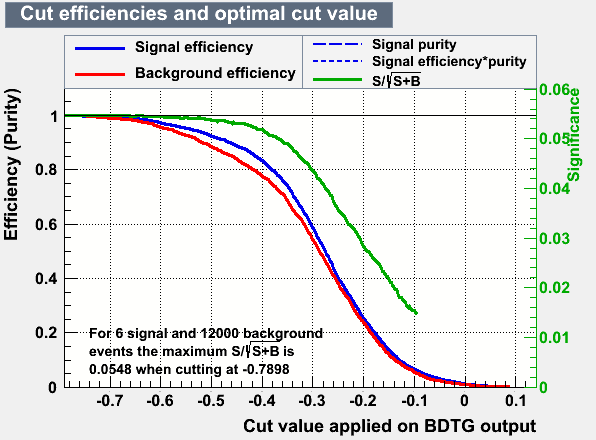 Cut efficiencies and optimal cut value
Signal efficiency
Background efficiency
Signal purity
Signal efficiency*purity
S/√S+B
Efficiency (Purity)
1
0.8
0.6
0.4
0.2
0
0.06
0.05
0.04
0.03
0.02
0.01
0
Significance
For 6 signal and 12000 background
events the maximum S/√S+B is
0.0548 when cutting at -0.7898
-0.7 -0.6 -0.5 -0.4 -0.3 -0.2 -0.1 0 0.1
Cut value applied on BDTG output